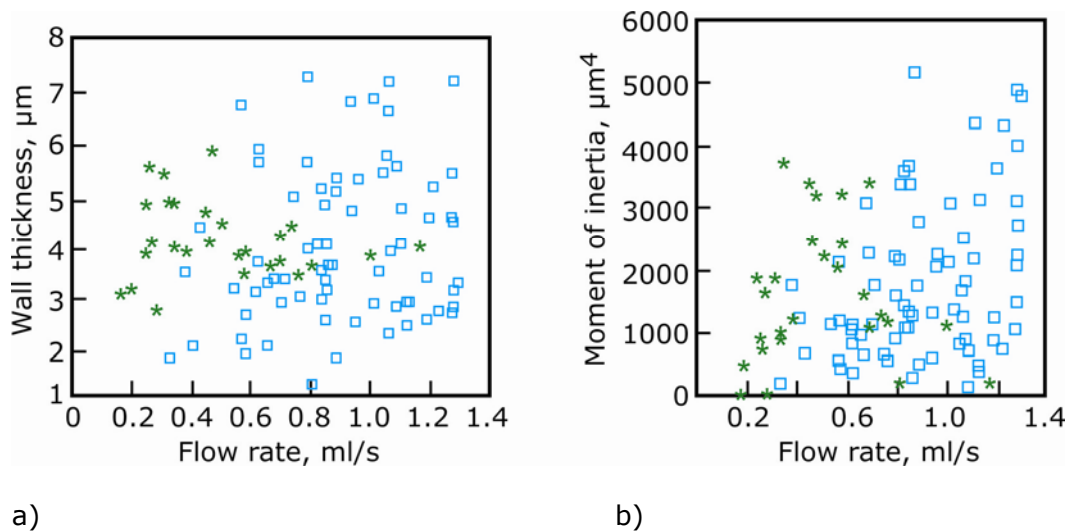 8
7
6
5
4
3
2
1
0 0.2 0.4 0.6 0.8 1.0 1.2 1.4
Wall thickness, µm
Flow rate, ml/s
a)
6000
5000
4000
3000
2000
1000
0
0.2 0.6 1.0 1.4
Moment of inertia, µm⁴
Flow rate, ml/s
b)